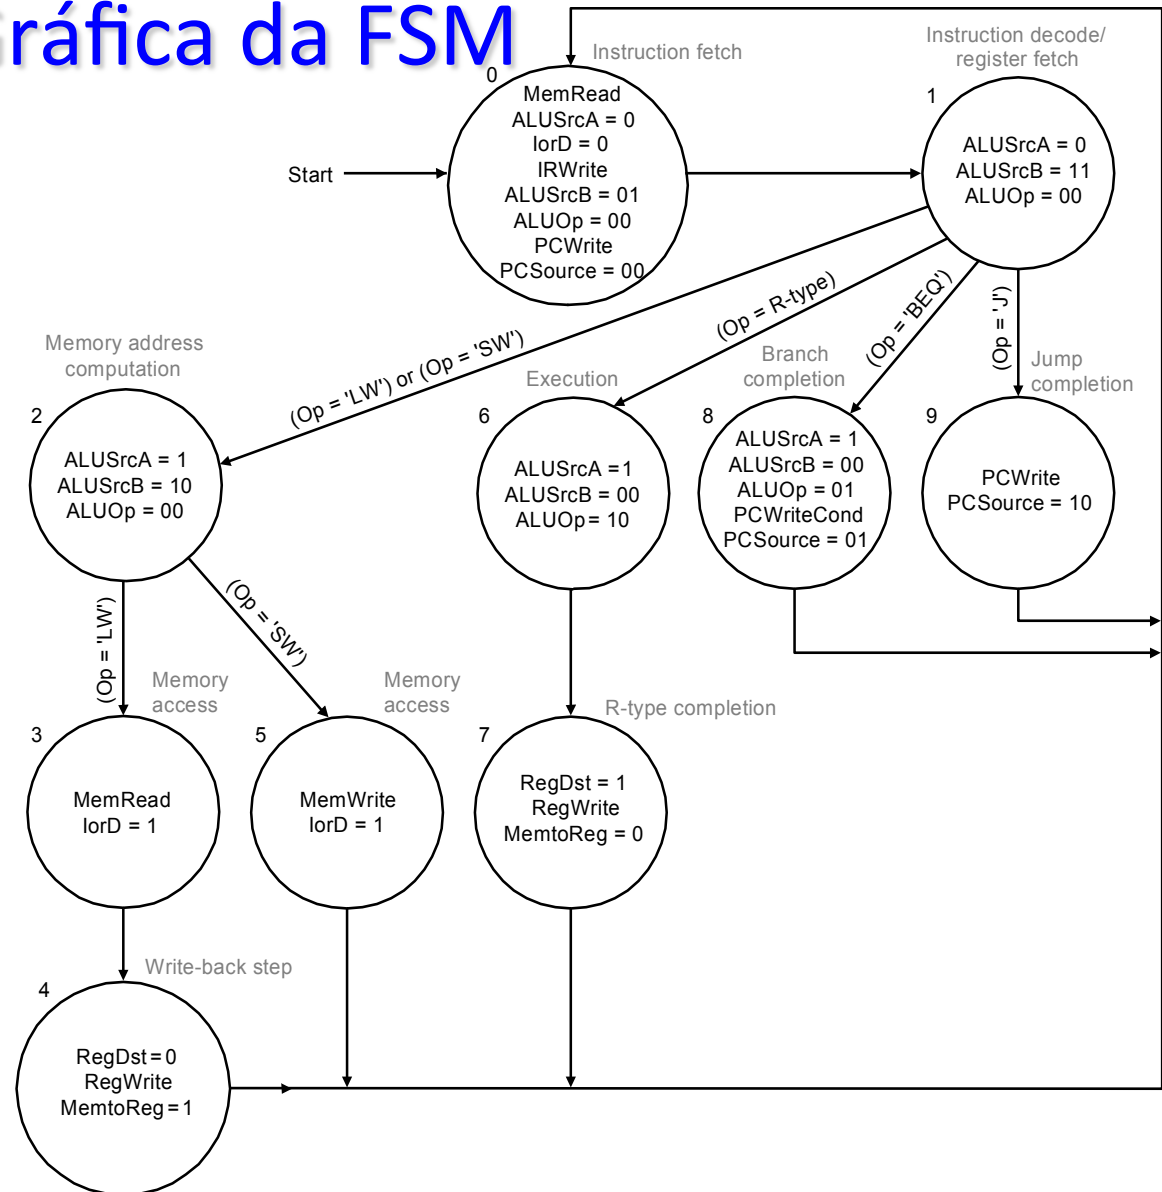 ráfica da FSM
Instruction fetch
0
MemRead
ALUSrcA = 0
IorD = 0
IRWrite
ALUSrcB = 01
ALUOp = 00
PCWrite
PCSource = 00
Start
Instruction decode/
register fetch
1
ALUSrcA = 0
ALUSrcB = 11
ALUOp = 00
(Op = 'LW') or (Op = 'SW')
(Op = R-type)
(Op = 'BEQ')
(Op = 'J')
Memory address
computation
2
ALUSrcA = 1
ALUSrcB = 10
ALUOp = 00
Execution
6
ALUSrcA =1
ALUSrcB = 00
ALUOp= 10
Branch
completion
8
ALUSrcA = 1
ALUSrcB = 00
ALUOp = 01
PCWriteCond
PCSource = 01
Jump
completion
9
PCWrite
PCSource = 10
(Op = 'LW')
(Op = 'SW')
Memory
access
3
MemRead
IorD = 1
Memory
access
5
MemWrite
IorD = 1
R-type completion
7
RegDst = 1
RegWrite
MemtoReg = 0
Write-back step
4
RegDst=0
RegWrite
MemtoReg=1